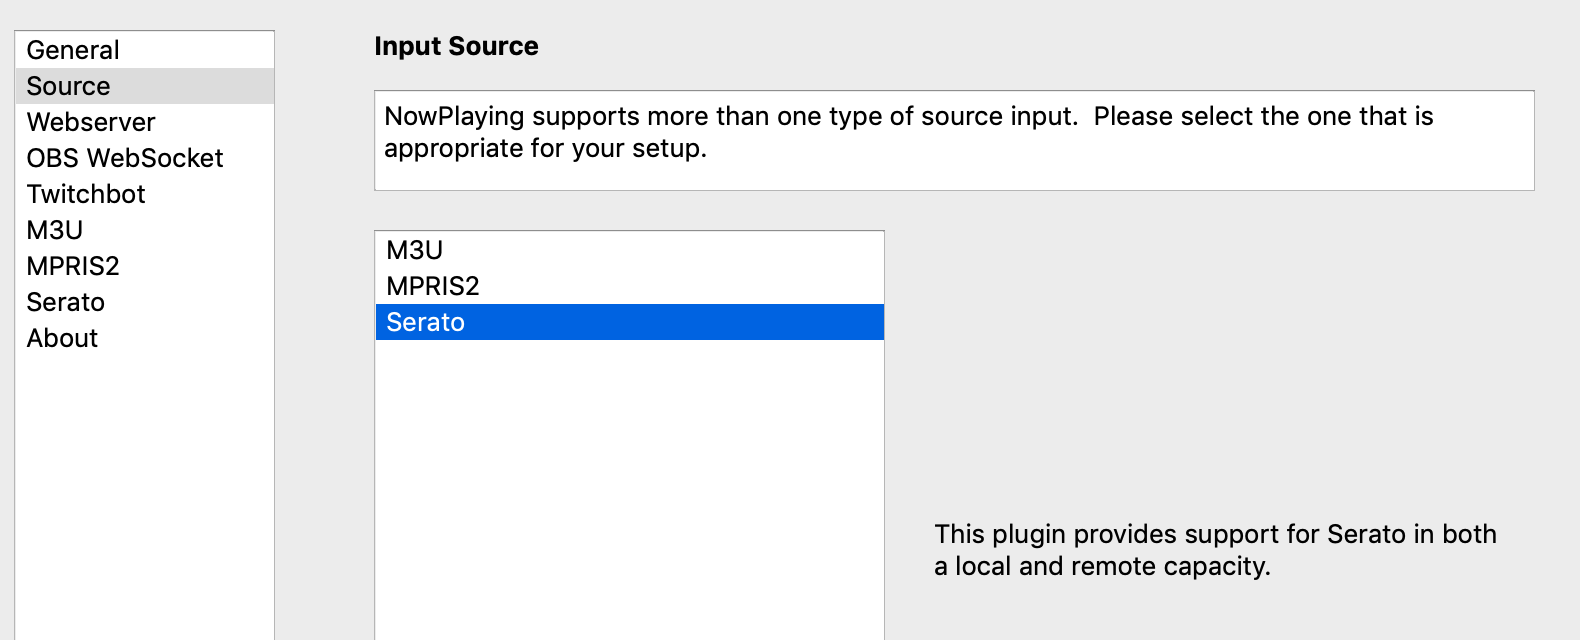 General
Source
Webserver
OBS WebSocket
Twitchbot
M3U
MPRIS2
Serato
About
Input Source
NowPlaying supports more than one type of source input.  Please select the one that is
appropriate for your setup.
M3U
MPRIS2
Serato
This plugin provides support for Serato in both
a local and remote capacity.